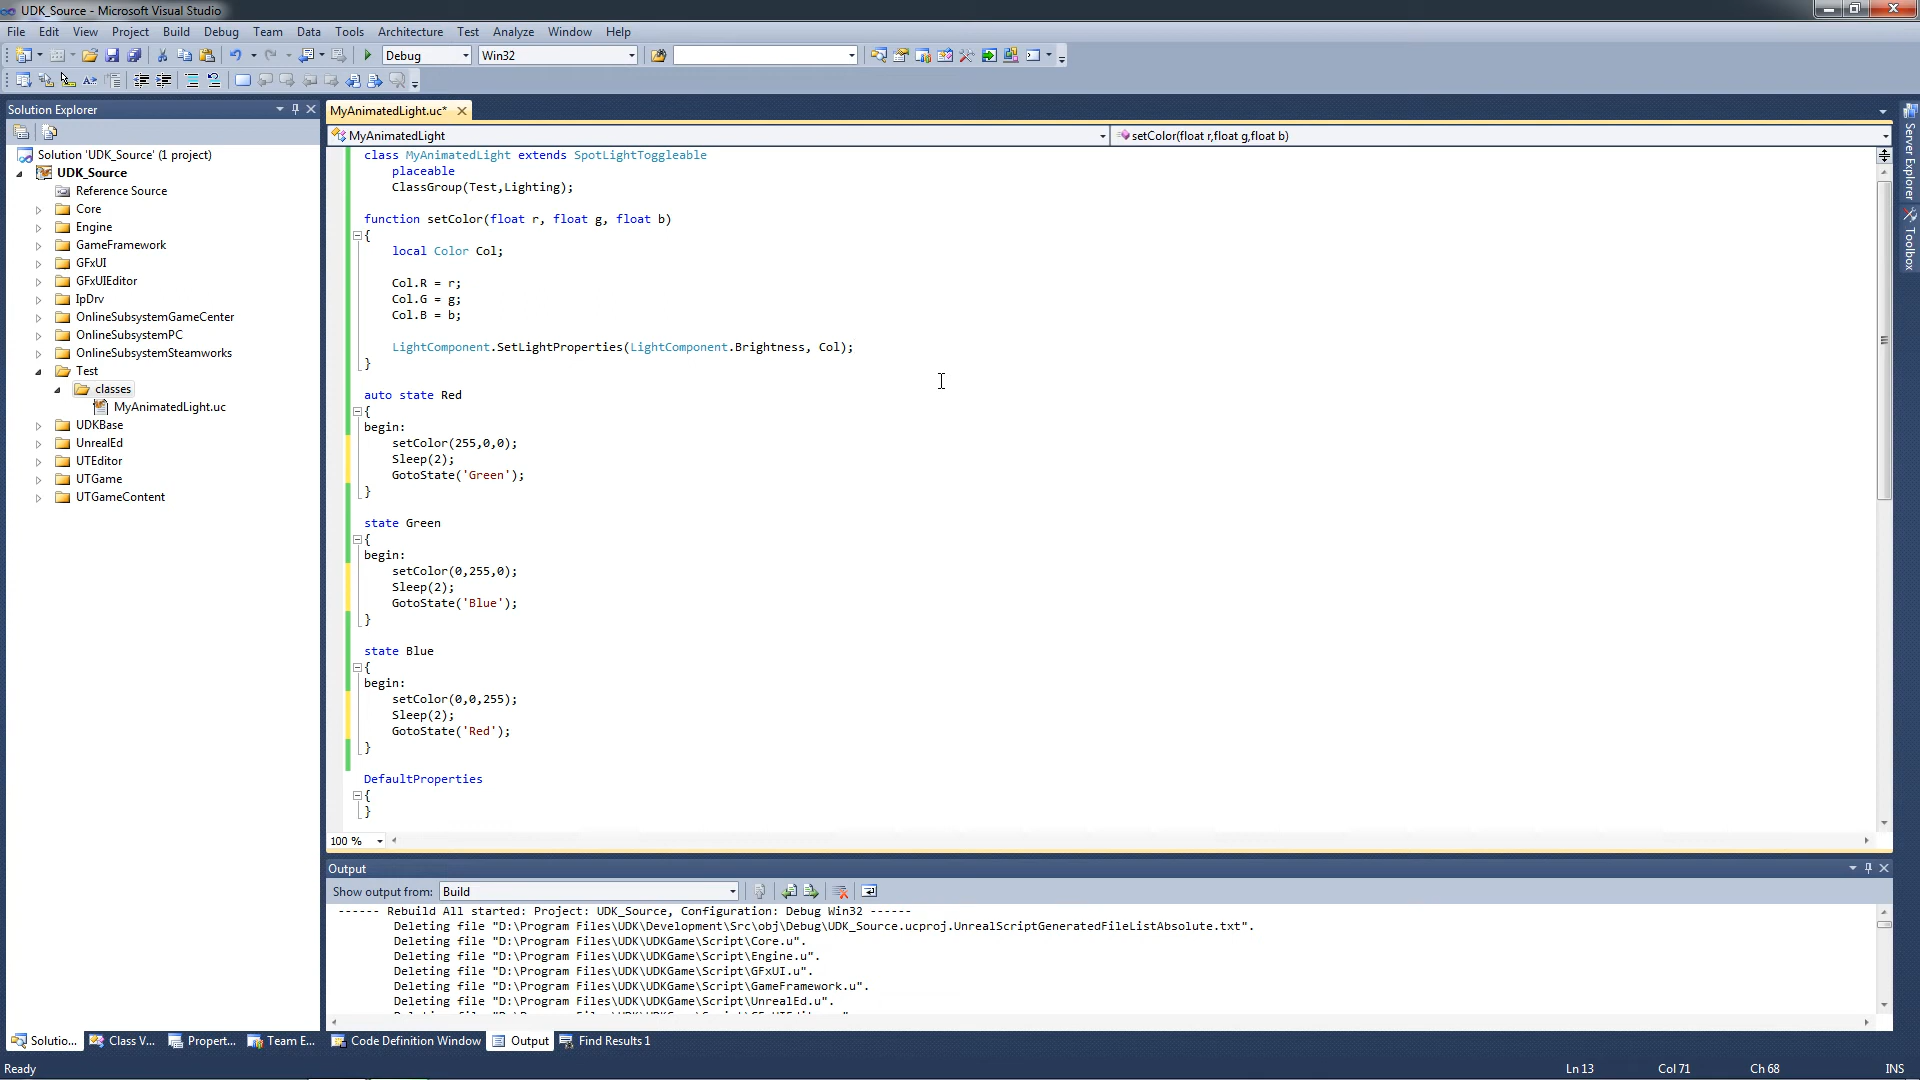 UDK_Source - Microsoft Visual Studio
File Edit View Project Build Debug Team Data Tools Architecture Test Analyze Window Help
Debug Win32
Solution Explorer
Solution 'UDK_Source' (1 project)
UDK_Source
Reference Source
Core
Engine
GameFramework
GFxUI
GFxUIEditor
IpDrv
OnlineSubsystemGameCenter
OnlineSubsystemPC
OnlineSubsystemSteamworks
Test
classes
MyAnimatedLight.uc
UDKBase
UnrealEd
UTEditor
UTGame
UTGameContent
MyAnimatedLight.uc*
MyAnimatedLight setColor(float r,float g,float b)
class MyAnimatedLight extends SpotLightToggleable
placeable
ClassGroup(Test,Lighting);
function setColor(float r, float g, float b)
{
local Color Col;
Col.R = r;
Col.G = g;
Col.B = b;
LightComponent.SetLightProperties(LightComponent.Brightness, Col);
}
auto state Red
{
begin:
setColor(255,0,0);
Sleep(2);
GotoState('Green');
}
state Green
{
begin:
setColor(0,255,0);
Sleep(2);
GotoState('Blue');
}
state Blue
{
begin:
setColor(0,0,255);
Sleep(2);
GotoState('Red');
}
DefaultProperties
{
}
100 %
Server Explorer
Toolbox
Output
Show output from: Build
------ Rebuild All started: Project: UDK_Source, Configuration: Debug Win32 ------
Deleting file "D:\Program Files\UDK\Development\Src\obj\Debug\UDK_Source.ucproj.UnrealScriptGeneratedFileListAbsolute.txt".
Deleting file "D:\Program Files\UDK\UDKGame\Script\Core.u".
Deleting file "D:\Program Files\UDK\UDKGame\Script\Engine.u".
Deleting file "D:\Program Files\UDK\UDKGame\Script\GFxUI.u".
Deleting file "D:\Program Files\UDK\UDKGame\Script\GameFramework.u".
Deleting file "D:\Program Files\UDK\UDKGame\Script\UnrealEd.u".
Solutio... Class V... Propert... Team E... Code Definition Window Output Find Results 1
Ready Ln 13 Col 71 Ch 68 INS